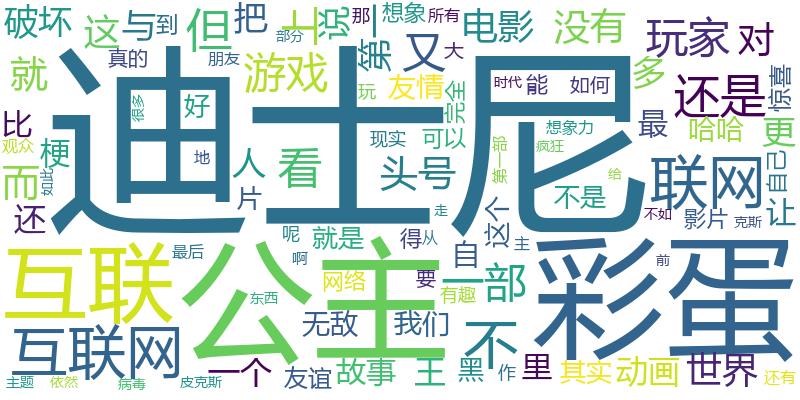 破坏 这 与 到 但 把 士 说 一 那 想象 所有
部分 第 又 大 电影 没有 玩家 对
真的 就 很多 好 游戏 朋友 玩 友情 完全
时代 能 如何 多 还是 惊喜
比 梗 迪士尼
观众 而 如此 地 人 看 现实 可以 头号
第一部 想象力 疯狂 最 哈哈 更
还 片 不是 给 联网 让 自己
呢 啊 就是 得 从 走 自 这个 主 不如 影片 克斯
互联 公主 彩蛋
最后 东西 网络 要 有趣 一部 前
互联网 无敌 我们 不
主题 依然 病毒 皮克斯 一个 友谊 故事 王 黑 作 里 其实 动画 世界 还有